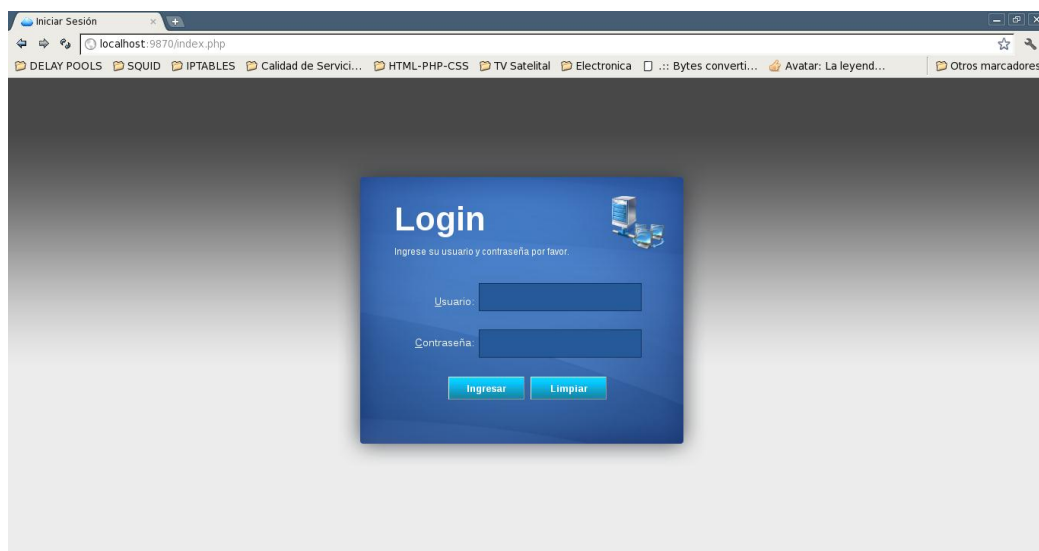 Iniciar Sesión
localhost:9870/index.php
DELAY POOLS SQUID IPTABLES Calidad de Servici... HTML-PHP-CSS TV Satelital Electronica .:: Bytes converti... Avatar: La leyend... Otros marcadores
Login
Ingrese su usuario y contraseña por favor.
Usuario:
Contraseña:
Ingresar Limpiar